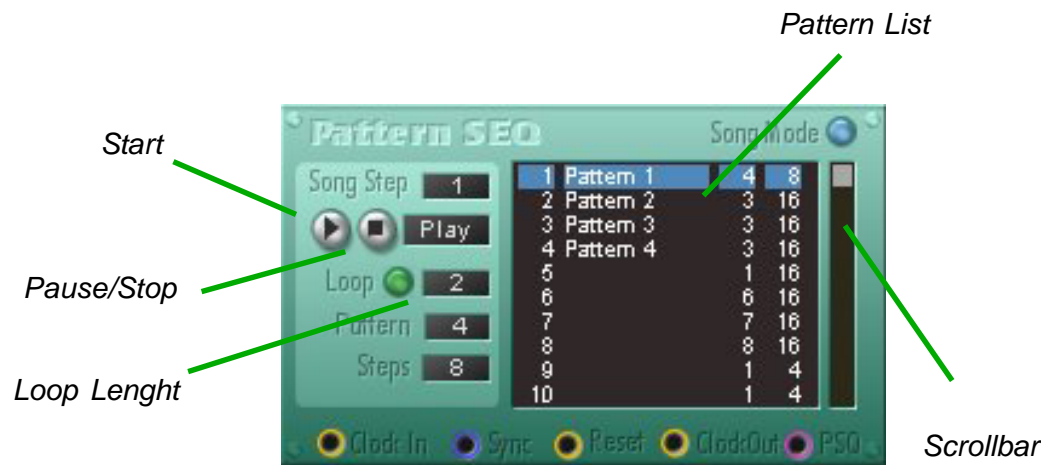 Pattern List
Start
Pause/Stop
Loop Lenght
Scrollbar
Pattern SEQ
Song Mode
Song Step 1
Play
Loop 2
Pattern 4
Steps 8
1 Pattern 1 4 8
2 Pattern 2 3 16
3 Pattern 3 3 16
4 Pattern 4 3 16
5 1 16
6 6 16
7 7 16
8 8 16
9 1 4
10 1 4
Clock In Sync Reset ClockOut PSQ